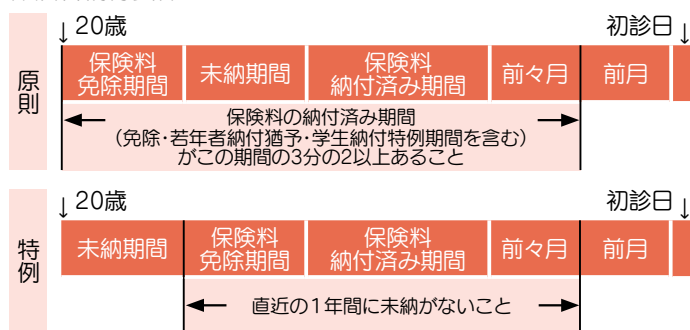 原則
↓20歳
初診日↓
保険料
免除期間
未納期間
保険料
納付済み期間
前々月
前月
保険料の納付済み期間
(免除・若年者納付猶予・学生納付特例期間を含む)
がこの期間の3分の2以上あること
特例
↓20歳
初診日↓
未納期間
保険料
免除期間
保険料
納付済み期間
前々月
前月
直近の1年間に未納がないこと